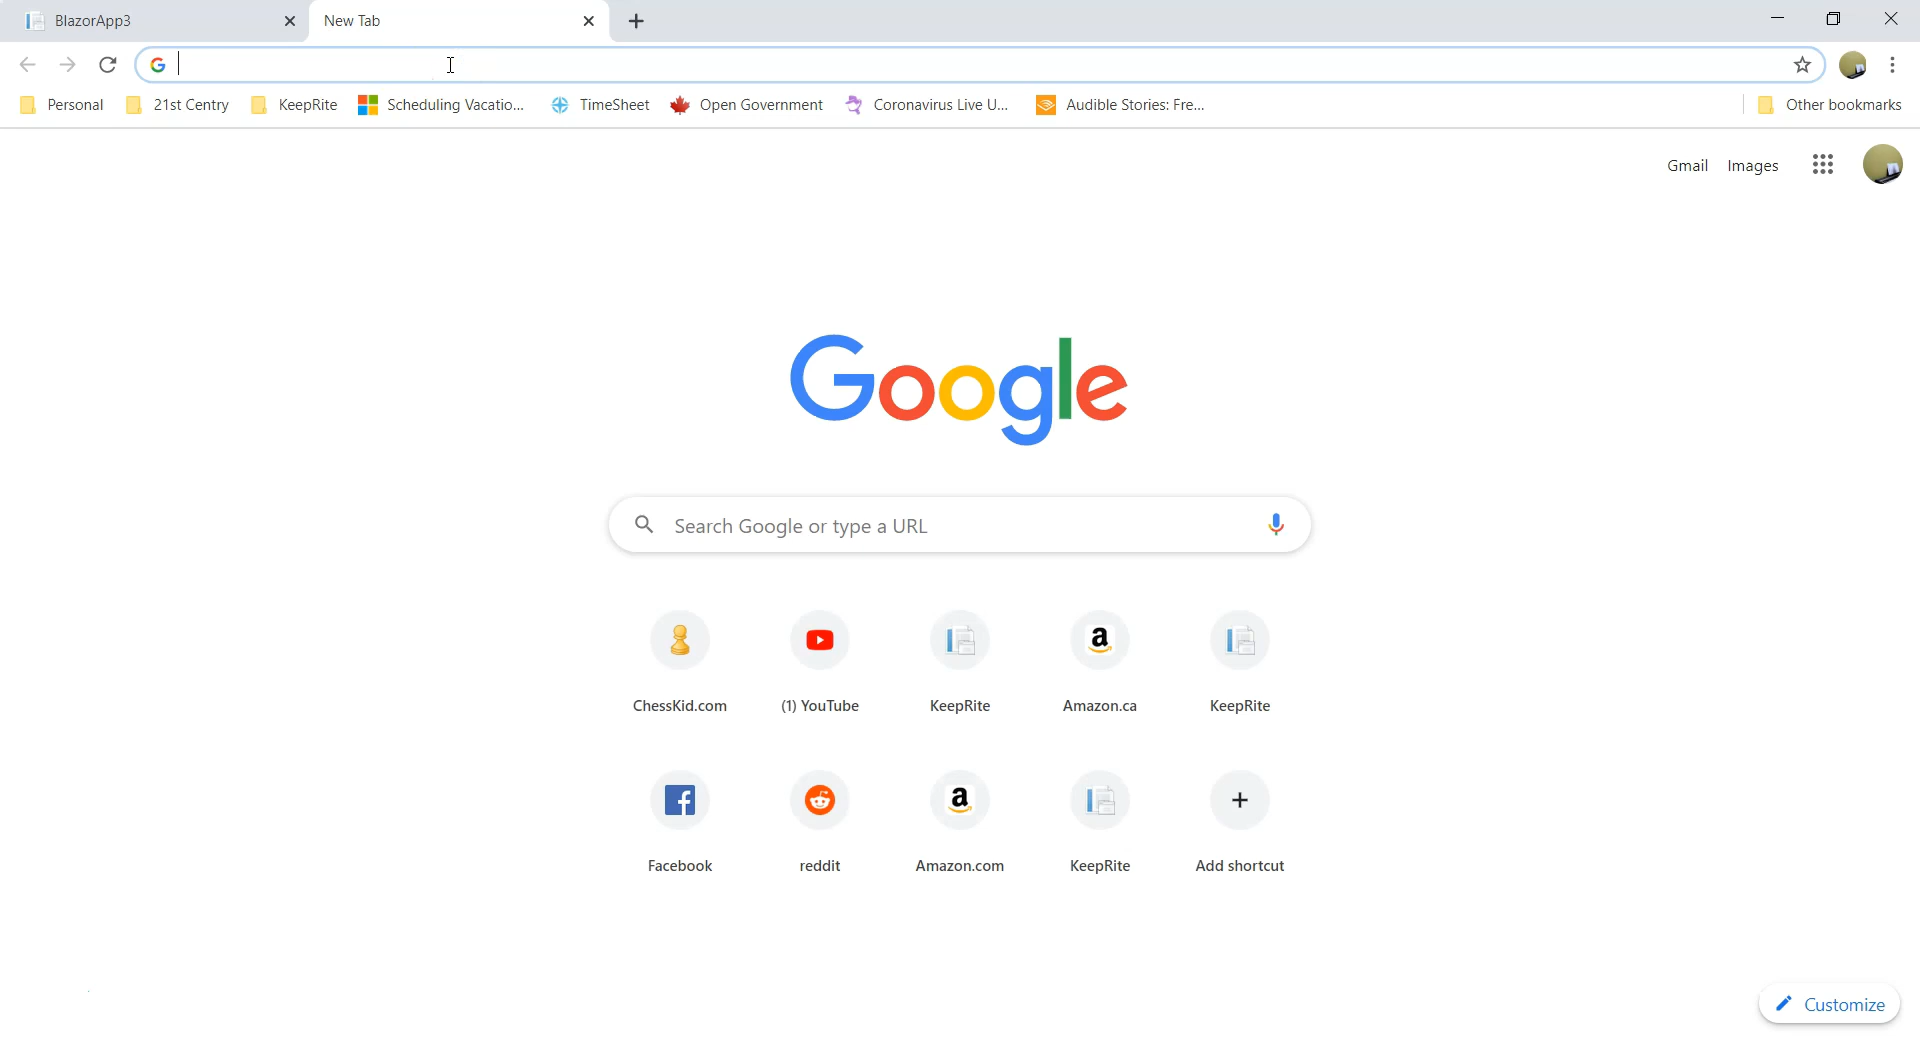 BlazorApp3
New Tab
Personal
21st Centry
KeepRite
Scheduling Vacatio...
TimeSheet
Open Government
Coronavirus Live U...
Audible Stories: Fre...
Other bookmarks
Gmail
Images
Google
Search Google or type a URL
ChessKid.com
(1) YouTube
KeepRite
Amazon.ca
KeepRite
Facebook
reddit
Amazon.com
KeepRite
Add shortcut
Customize